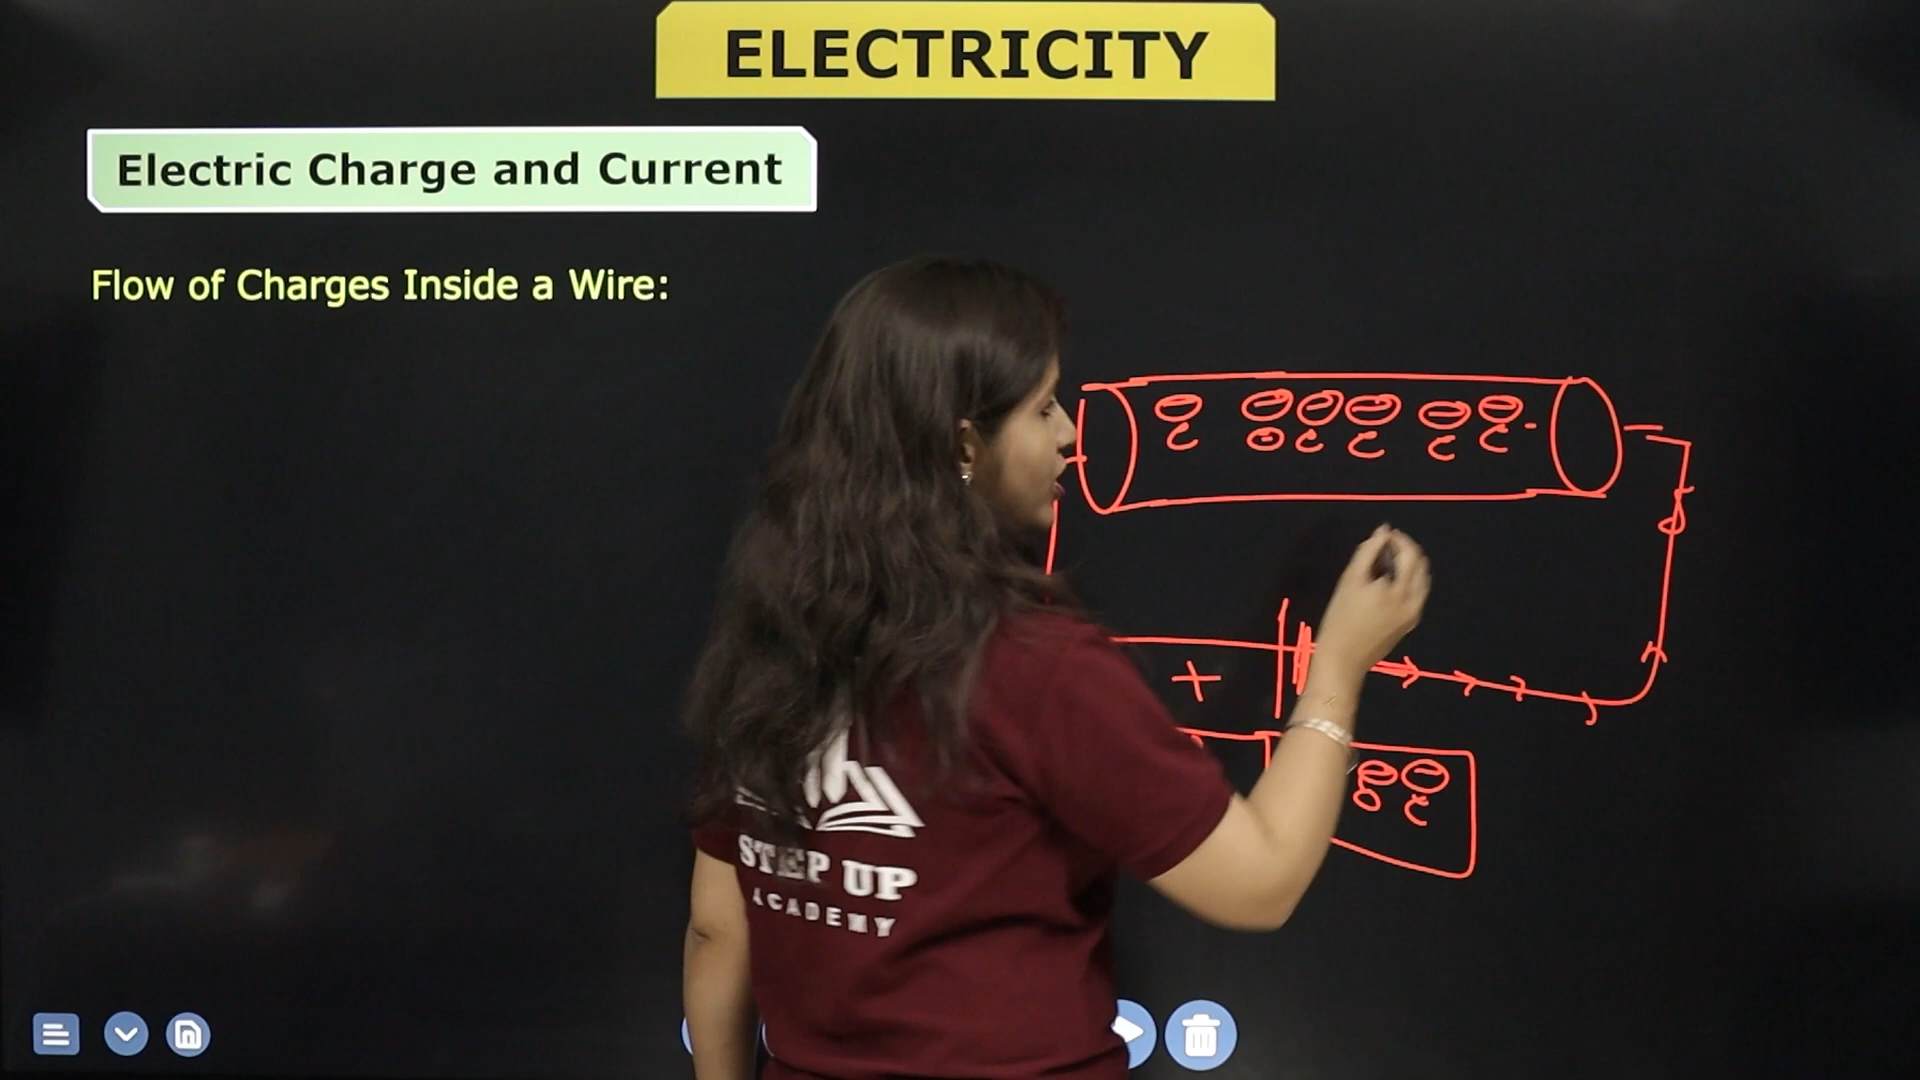 ELECTRICITY
Electric Charge and Current
Flow of Charges Inside a Wire:
+
STEP UP
ACADEMY